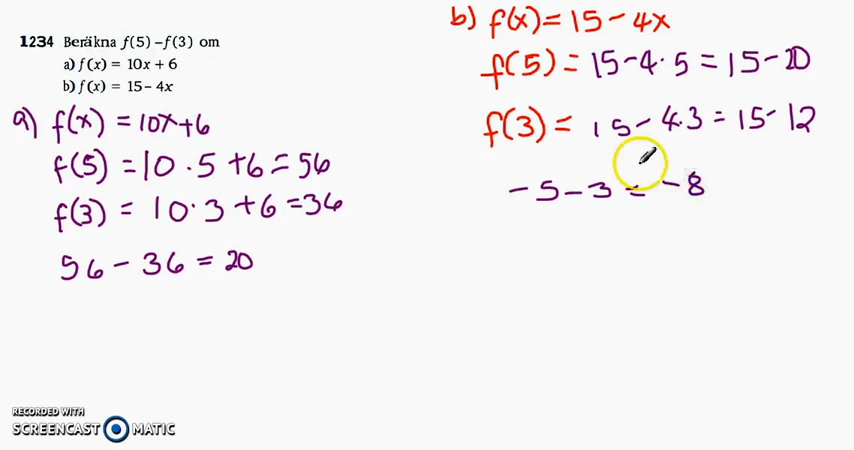 1234 Beräkna f(5) – f(3) om
a) f(x) = 10x + 6
b) f(x) = 15 – 4x
a) f(x) = 10x+6
f(5) = 10 · 5 + 6 = 56
f(3) = 10 · 3 + 6 = 36
56 – 36 = 20
b) f(x) = 15 – 4x
f(5) = 15 – 4 · 5 = 15 – 20
f(3) = 15 – 4·3 = 15 – 12
– 5 – 3 = – 8
RECORDED WITH
SCREENCAST MATIC